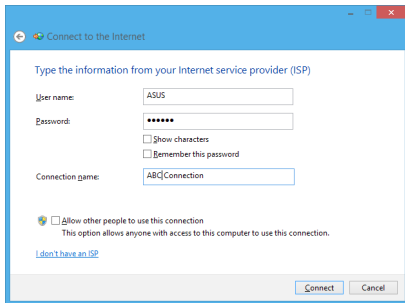 Connect to the Internet
Type the information from your Internet service provider (ISP)
User name: ASUS
Password: ••••••
Show characters
Remember this password
Connection name: ABC Connection
Allow other people to use this connection
This option allows anyone with access to this computer to use this connection.
I don't have an ISP
Connect Cancel